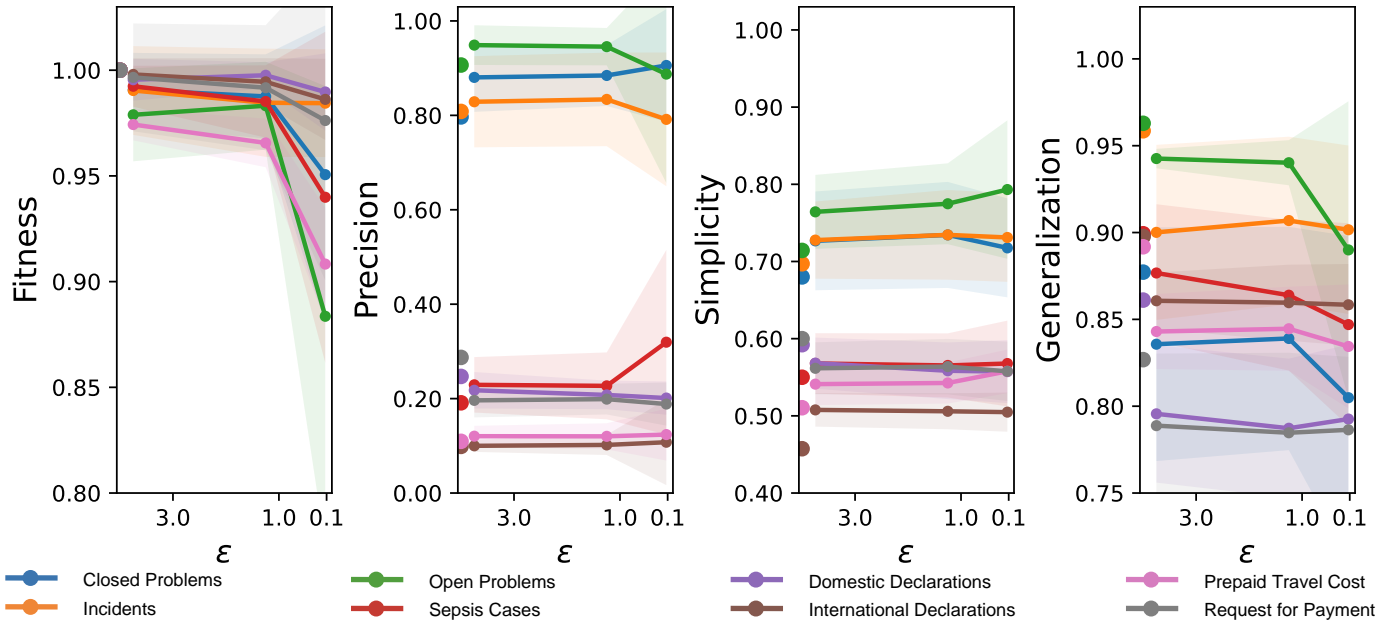 Fitness
1.00
0.95
0.90
0.85
0.80
3.0 1.0 0.1
ε
Precision
1.00
0.80
0.60
0.40
0.20
0.00
3.0 1.0 0.1
ε
Simplicity
1.00
0.90
0.80
0.70
0.60
0.50
0.40
3.0 1.0 0.1
ε
Generalization
1.00
0.95
0.90
0.85
0.80
0.75
3.0 1.0 0.1
ε
Closed Problems
Incidents
Open Problems
Sepsis Cases
Domestic Declarations
International Declarations
Prepaid Travel Cost
Request for Payment